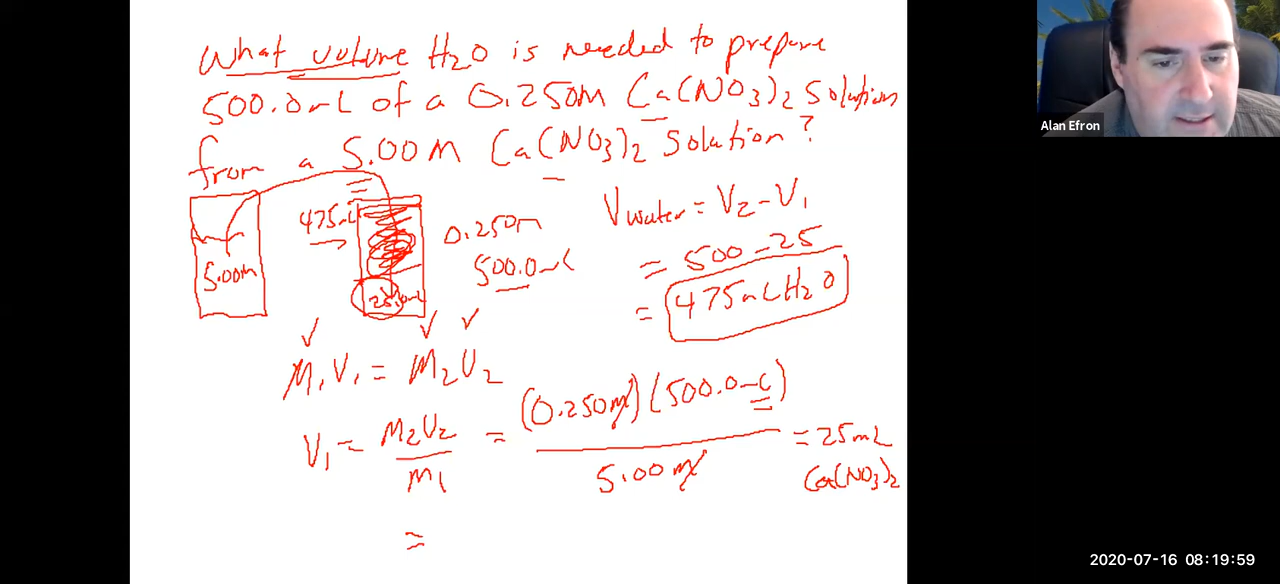 What volume H2O is needed to prepare
500.0mL of a 0.250M Ca(NO3)2 Solution
from a 5.00M Ca(NO3)2 Solution?
Alan Efron
475mL
0.250M
500.0mL
5.00M
25.0mL
Vwater = V2 - V1
= 500 - 25
= 475mL H2O
M1V1 = M2V2
V1 = M2V2 / M1 = (0.250M)(500.0mL) / 5.00M = 25mL
Ca(NO3)2
=
2020-07-16 08:19:59